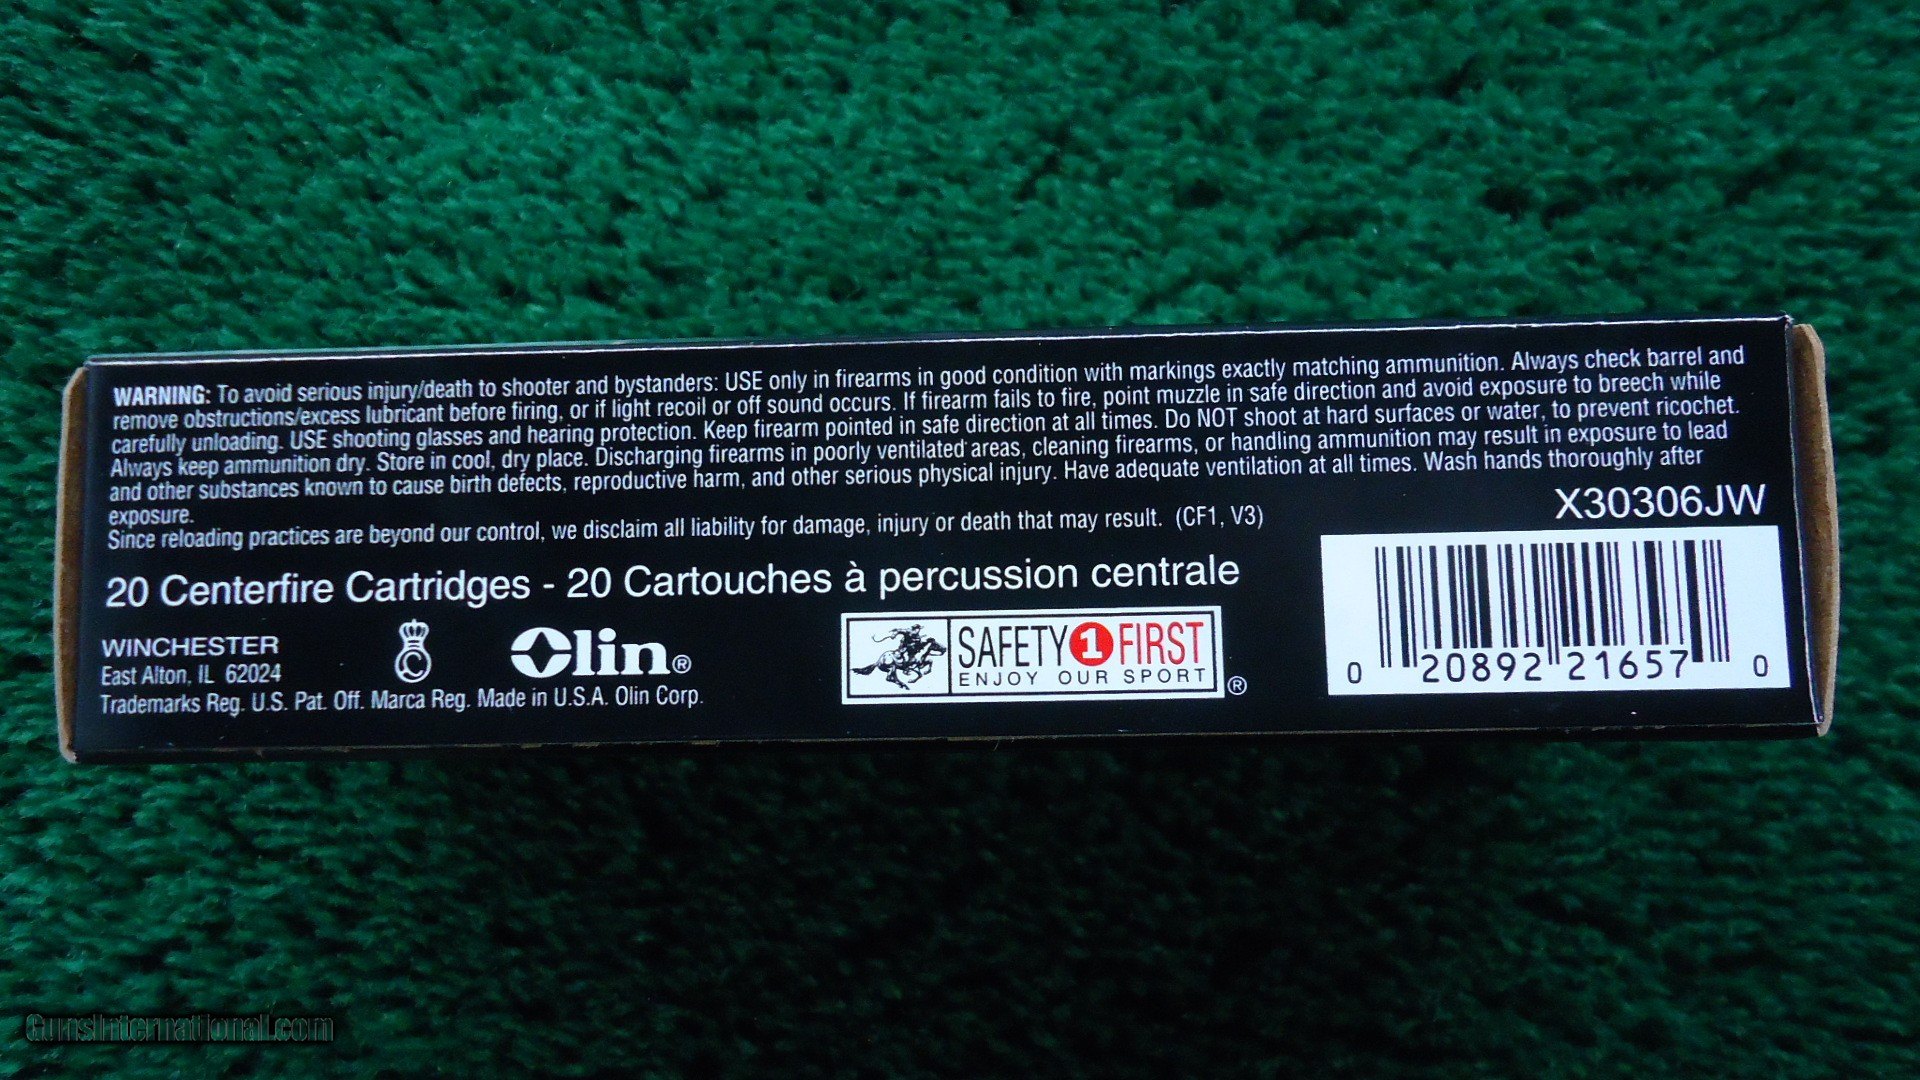 WARNING: To avoid serious injury/death to shooter and bystanders: USE only in firearms in good condition with markings exactly matching ammunition. Always check barrel and
remove obstructions/excess lubricant before firing, or if light recoil or off sound occurs. If firearm fails to fire, point muzzle in safe direction and avoid exposure to breech while
carefully unloading. USE shooting glasses and hearing protection. Keep firearm pointed in safe direction at all times. Do NOT shoot at hard surfaces or water, to prevent ricochet.
Always keep ammunition dry. Store in cool, dry place. Discharging firearms in poorly ventilated areas, cleaning firearms, or handling ammunition may result in exposure to lead
and other substances known to cause birth defects, reproductive harm, and other serious physical injury. Have adequate ventilation at all times. Wash hands thoroughly after
exposure.
Since reloading practices are beyond our control, we disclaim all liability for damage, injury or death that may result. (CF1, V3)
X30306JW
20 Centerfire Cartridges - 20 Cartouches à percussion centrale
WINCHESTER
East Alton, IL 62024
Trademarks Reg. U.S. Pat. Off. Marca Reg. Made in U.S.A. Olin Corp.
C
Olin®
SAFETY 1 FIRST
ENJOY OUR SPORT ®
0 20892 21657 0
GunsInternational.com